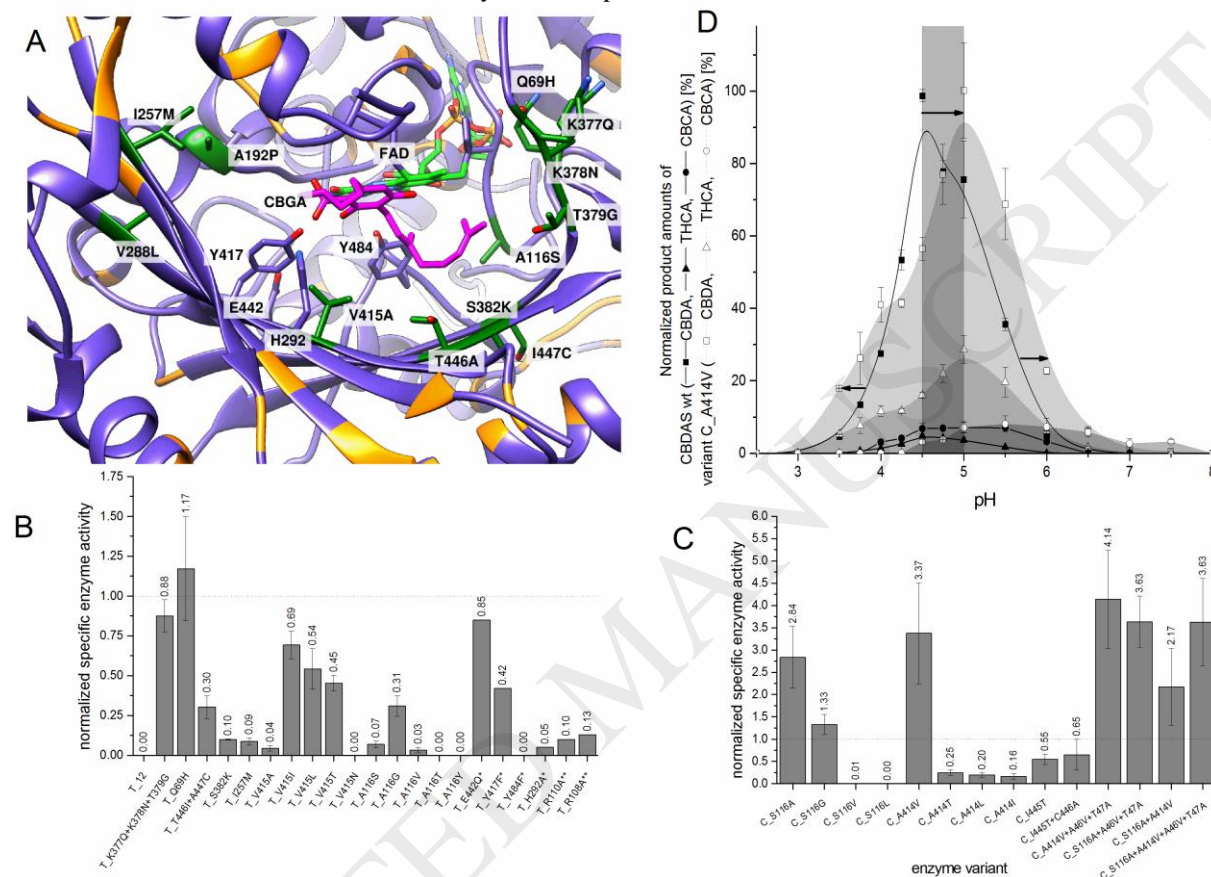 A
Q69H
I257M
K377Q
A192P
FAD
K378N
CBGA
T379G
V288L
Y417
Y484
A116S
E442
S382K
V415A
H292
I447C
T446A
B
normalized specific enzyme activity
1.75
1.50
1.25
1.00
0.75
0.50
0.25
0.00
0.00
0.88
1.17
0.30
0.10
0.09
0.04
0.69
0.54
0.45
0.00
0.07
0.31
0.03
0.00
0.00
0.85
0.42
0.00
0.05
0.10
0.13
T_12
T_K377Q+K378N+T379G
T_Q69H
T_T446I+A447C
T_S382K
T_I257M
T_V415A
T_V415I
T_V415L
T_V415T
T_V415N
T_A116S
T_A116G
T_A116V
T_A116T
T_A116Y
T_E442Q*
T_Y417F*
T_Y484F*
T_H292A*
D
Normalized product amounts of
CBDAS wt (—■— CBDA, —▲— THCA, —●— CBCA) [%]
variant C_A414V (□ CBDA, △ THCA, ○ CBCA) [%]
100
80
60
40
20
0
3
4
5
6
7
8
pH
C
normalized specific enzyme activity
6.0
5.5
5.0
4.5
4.0
3.5
3.0
2.5
2.0
1.5
1.0
0.5
0.0
2.84
1.33
0.01
0.00
3.37
0.25
0.20
0.16
0.55
0.65
4.14
3.63
2.17
3.63
C_S116A
C_S116G
C_S116V
C_S116L
C_A414V
C_A414T
C_A414L
C_A414I
C_I445T
C_I445T+C446A
C_A414V+A46V+T47A
C_S116A+A46V+T47A
C_S116A+A414V
C_S116A+A414V+A46V+T47A
enzyme variant